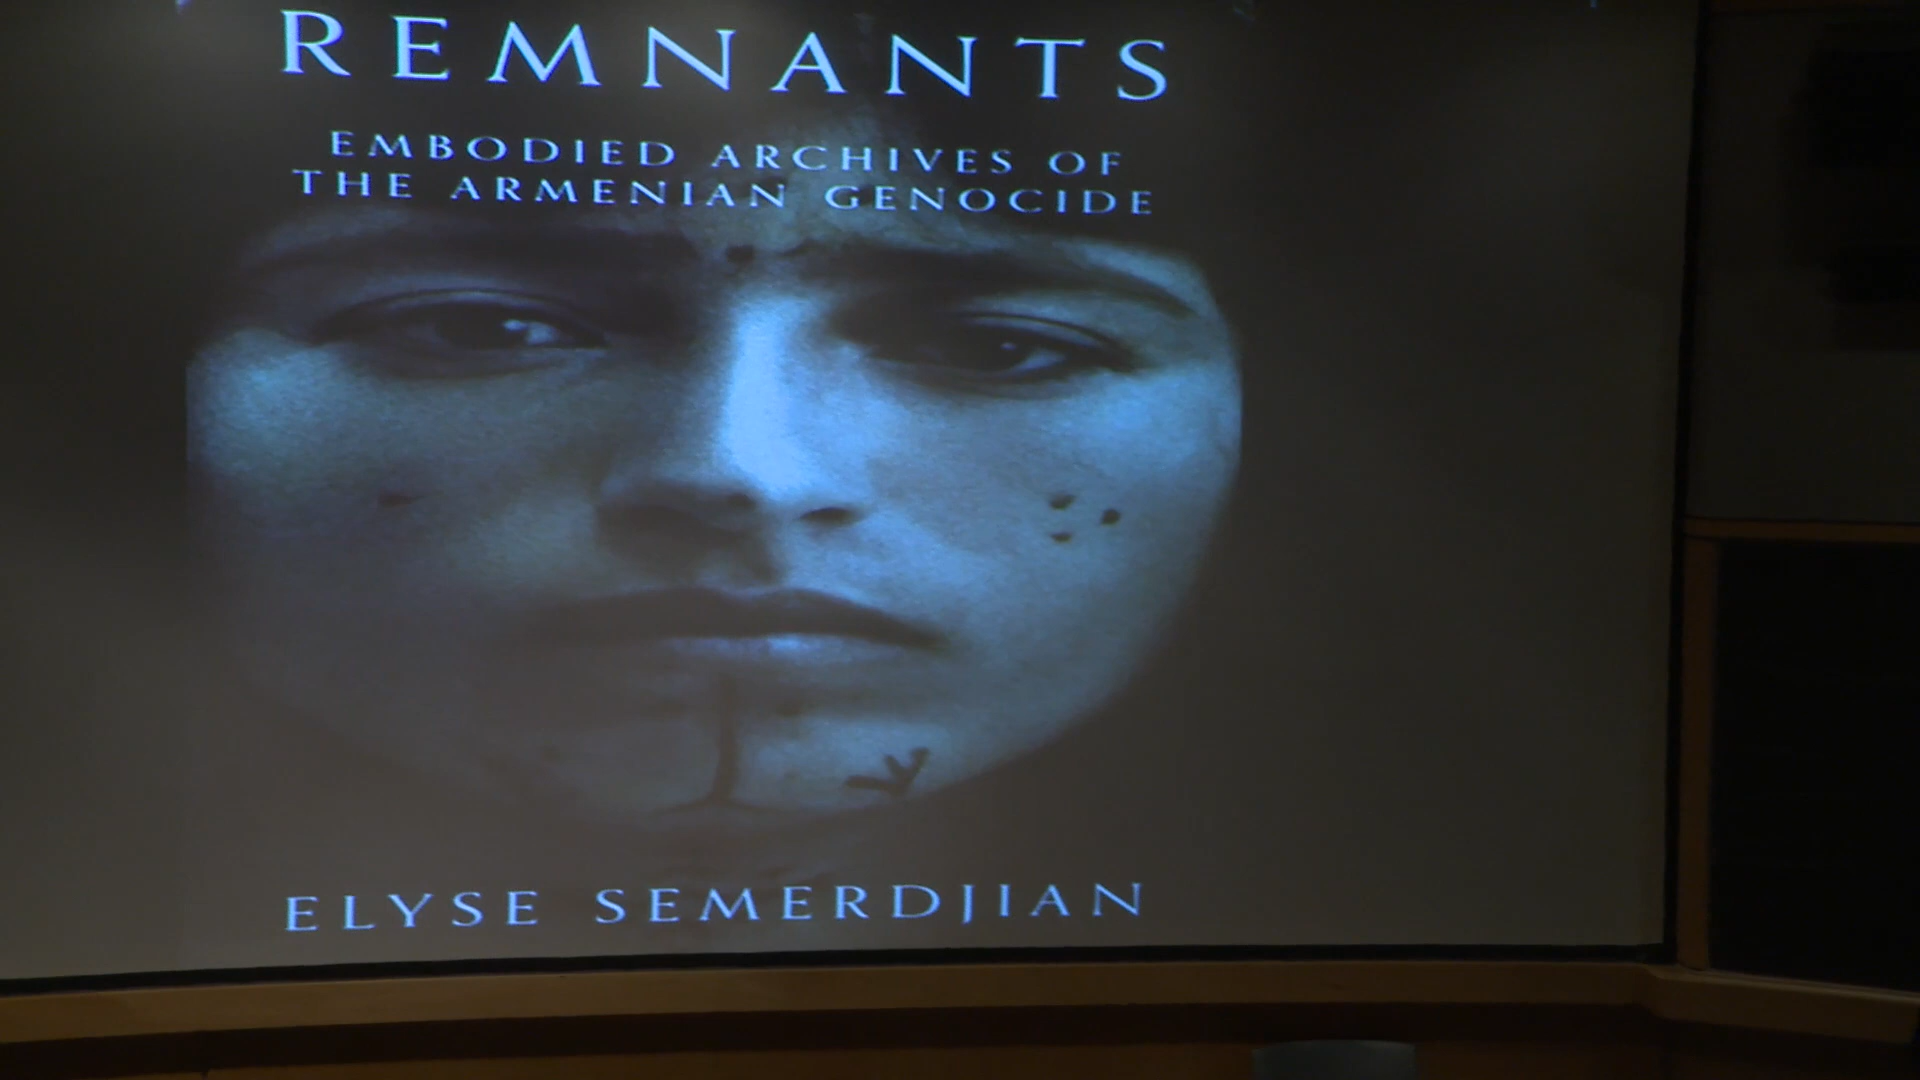 REMNANTS
EMBODIED ARCHIVES OF
THE ARMENIAN GENOCIDE
ELYSE SEMERDJIAN